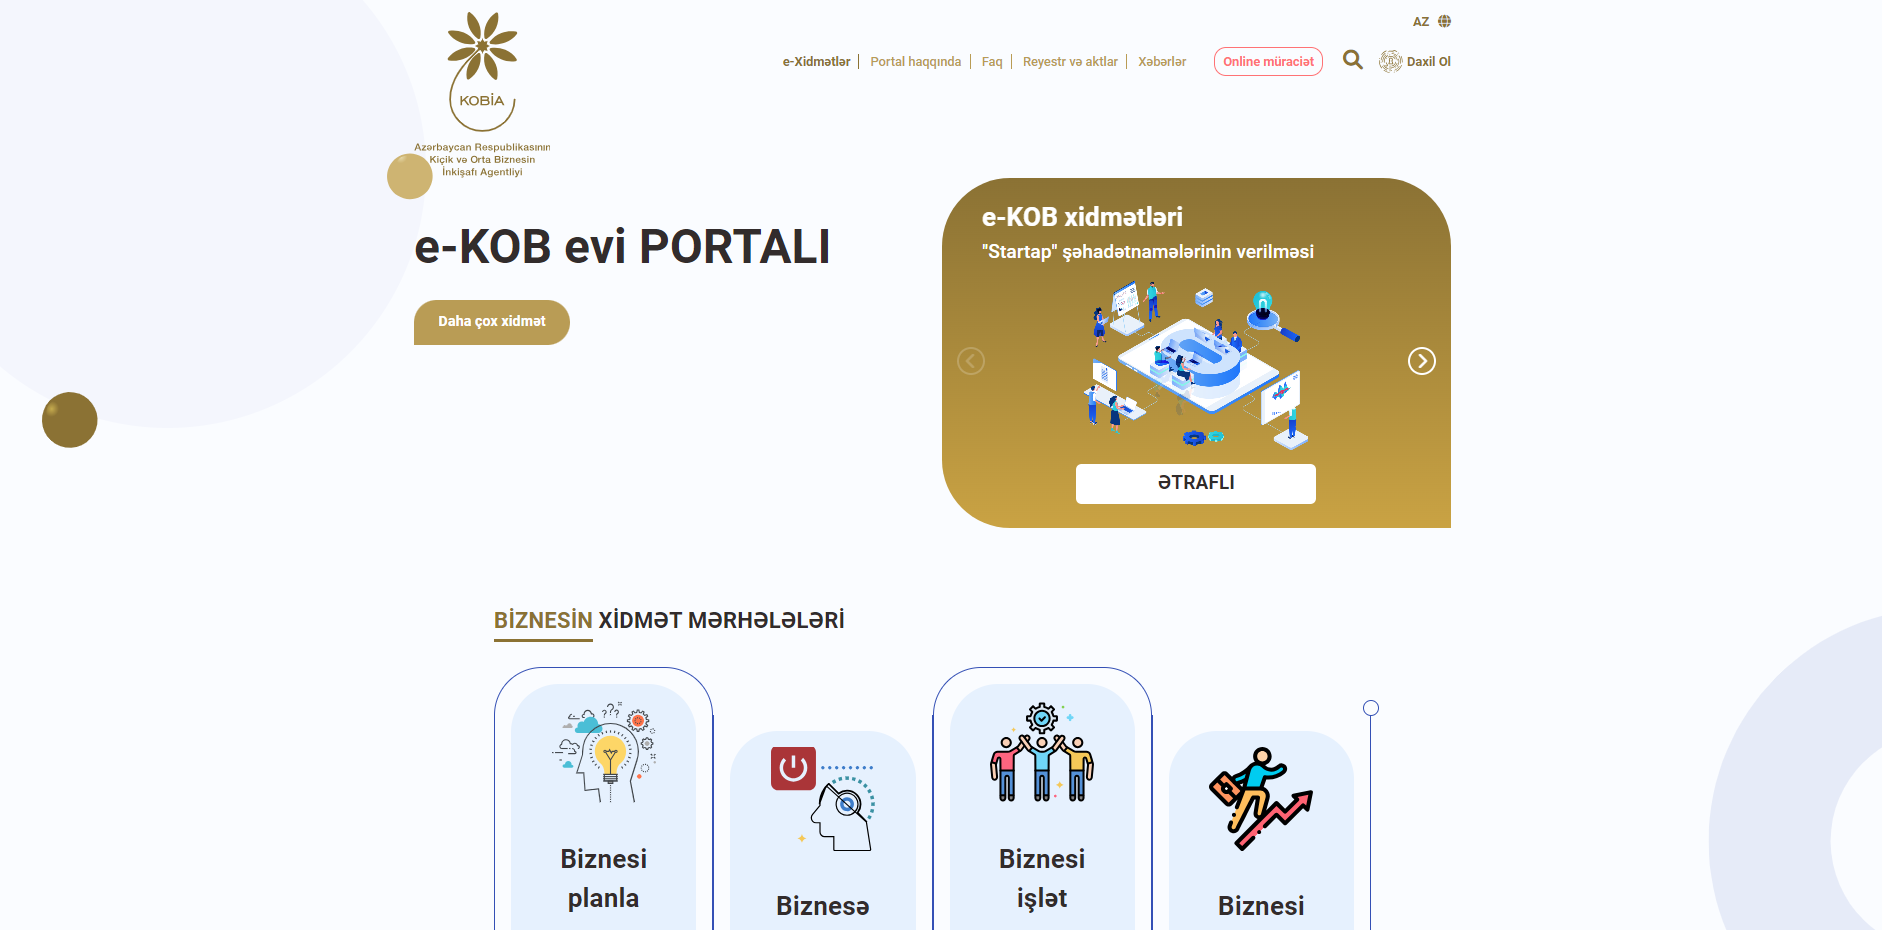 AZ
KOBİA
Azərbaycan Respublikasının
Kiçik və Orta Biznesin
İnkişafı Agentliyi
e-Xidmətlər
Portal haqqında
Faq
Reyestr və aktlar
Xəbərlər
Online müraciət
Daxil Ol
e-KOB evi PORTALI
Daha çox xidmət
e-KOB xidmətləri
"Startap" şəhadətnamələrinin verilməsi
ƏTRAFLI
BİZNESİN XİDMƏT MƏRHƏLƏLƏRİ
Biznesi
planla
Biznesə
Biznesi
işlət
Biznesi